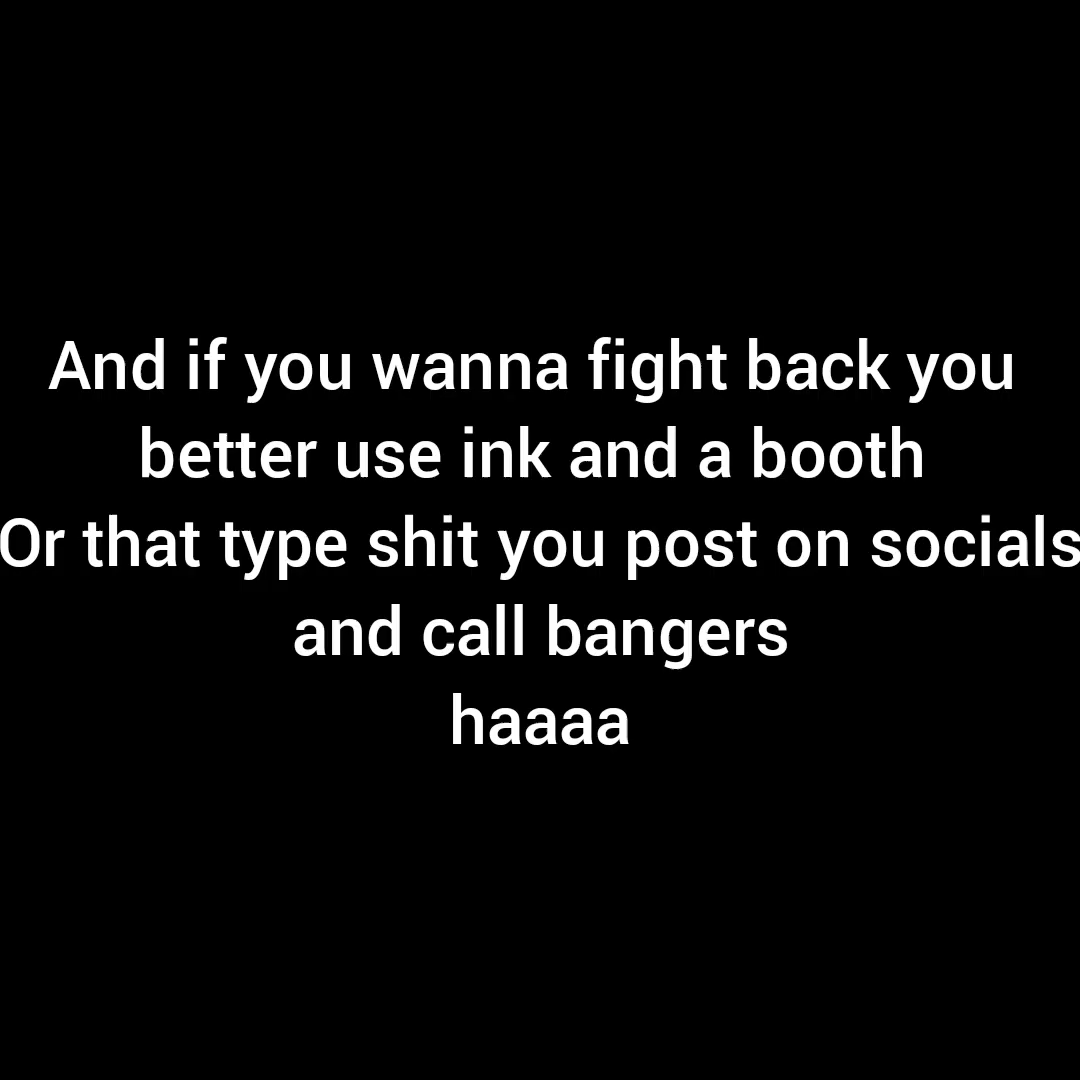 And if you wanna fight back you
better use ink and a booth
Or that type shit you post on socials
and call bangers
haaaa